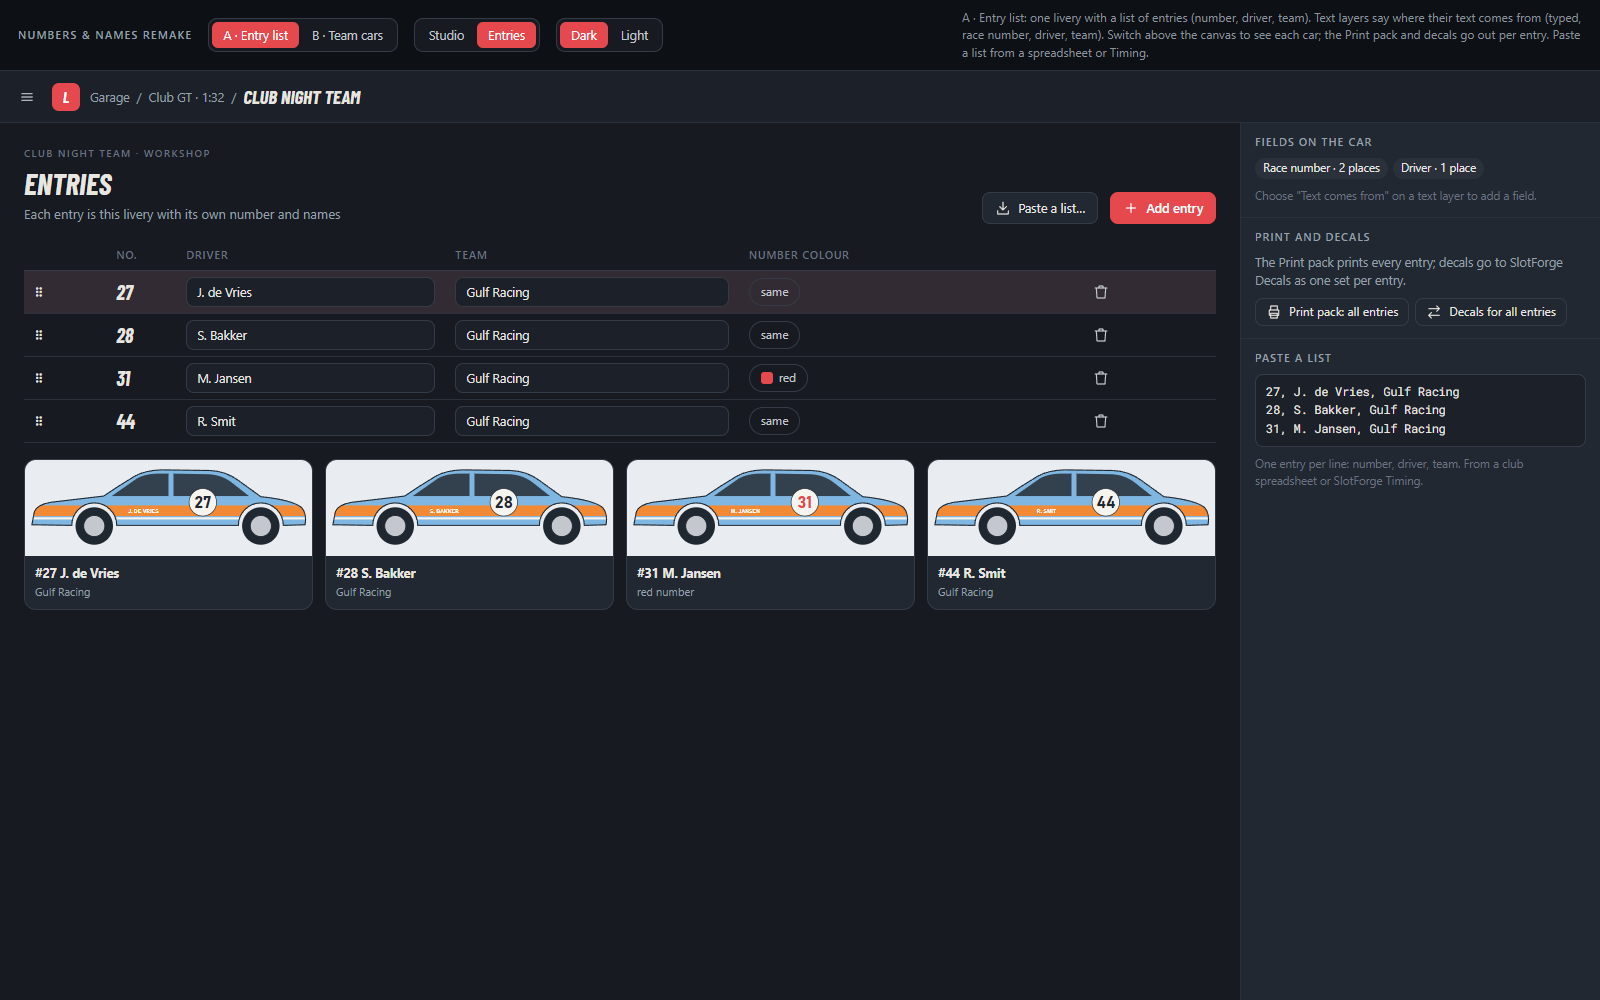 NUMBERS & NAMES REMAKE
A · Entry list
B · Team cars
Studio
Entries
Dark
Light
A · Entry list: one livery with a list of entries (number, driver, team). Text layers say where their text comes from (typed,
race number, driver, team). Switch above the canvas to see each car; the Print pack and decals go out per entry. Paste
a list from a spreadsheet or Timing.
L
Garage / Club GT · 1:32 / CLUB NIGHT TEAM
CLUB NIGHT TEAM · WORKSHOP
ENTRIES
Each entry is this livery with its own number and names
Paste a list...
Add entry
NO. DRIVER TEAM NUMBER COLOUR
27 J. de Vries Gulf Racing same
28 S. Bakker Gulf Racing same
31 M. Jansen Gulf Racing red
44 R. Smit Gulf Racing same
J. DE VRIES 27
S. BAKKER 28
M. JANSEN 31
R. SMIT 44
#27 J. de Vries
Gulf Racing
#28 S. Bakker
Gulf Racing
#31 M. Jansen
red number
#44 R. Smit
Gulf Racing
FIELDS ON THE CAR
Race number · 2 places
Driver · 1 place
Choose "Text comes from" on a text layer to add a field.
PRINT AND DECALS
The Print pack prints every entry; decals go to SlotForge
Decals as one set per entry.
Print pack: all entries
Decals for all entries
PASTE A LIST
27, J. de Vries, Gulf Racing
28, S. Bakker, Gulf Racing
31, M. Jansen, Gulf Racing
One entry per line: number, driver, team. From a club
spreadsheet or SlotForge Timing.